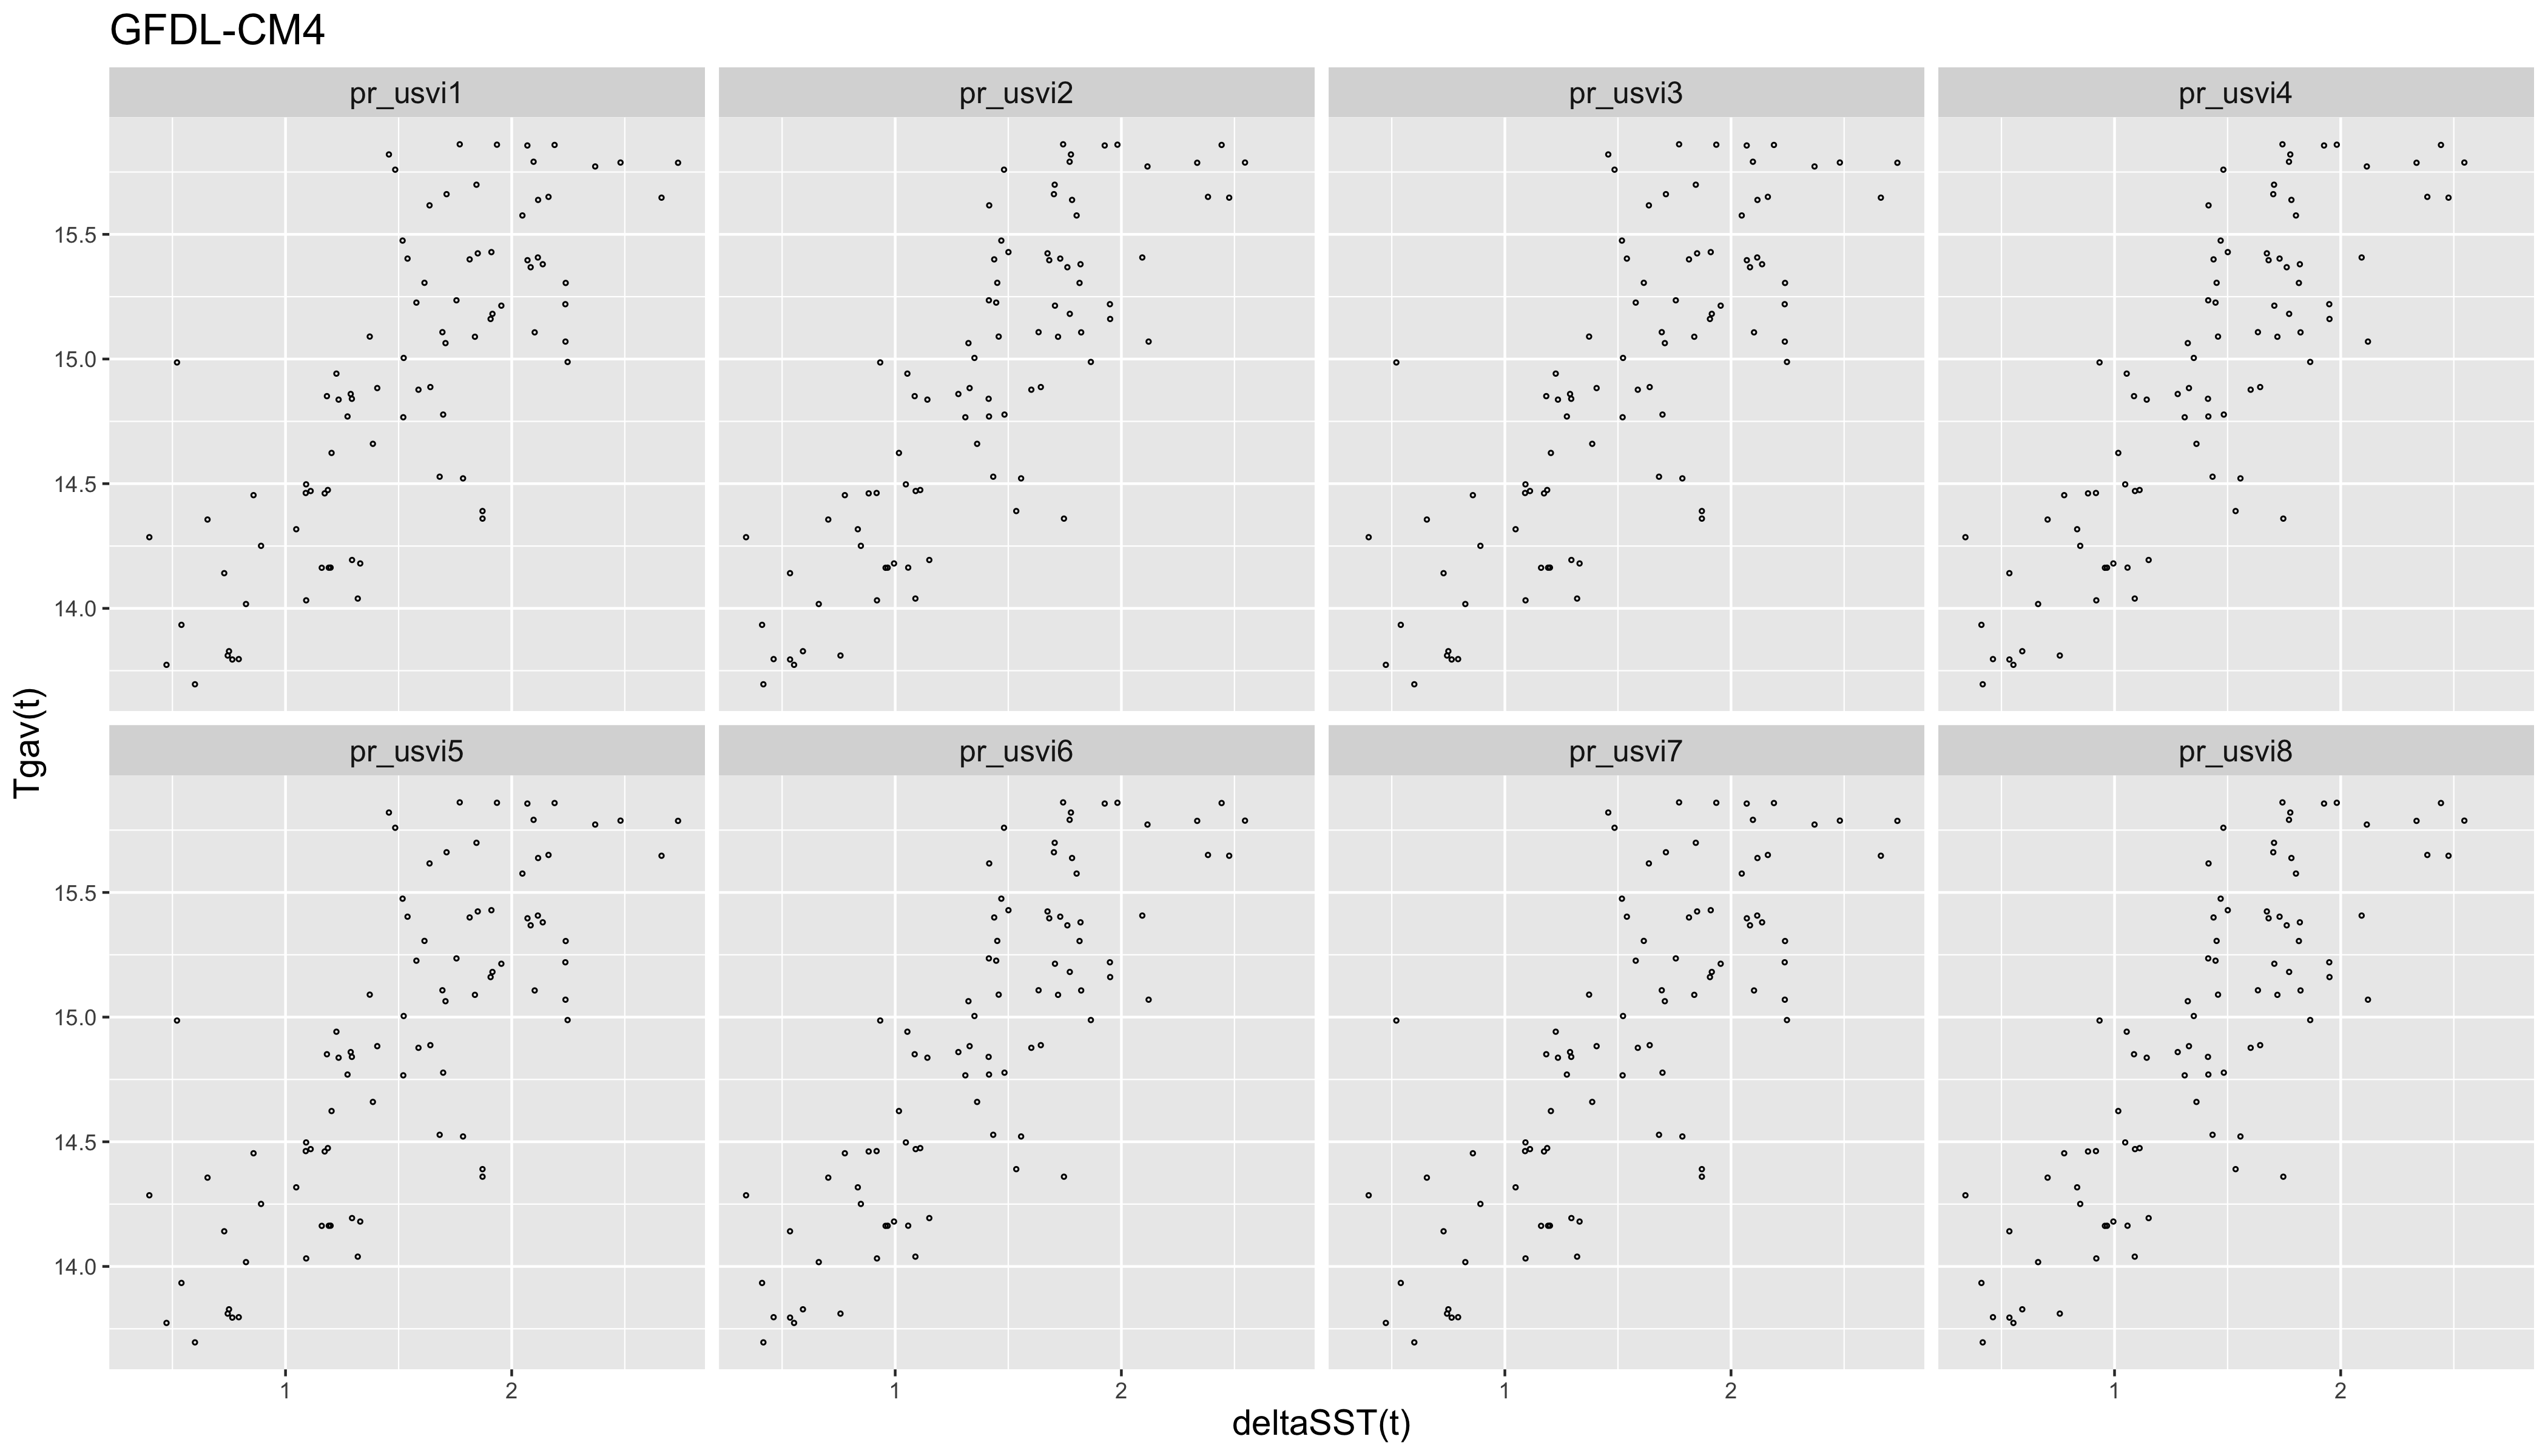 GFDL-CM4
pr_usvi1 pr_usvi2 pr_usvi3 pr_usvi4
15.5
15.0
14.5
14.0
Tgav(t)
pr_usvi5 pr_usvi6 pr_usvi7 pr_usvi8
15.5
15.0
14.5
14.0
1 2 1 2 1 2 1 2
deltaSST(t)